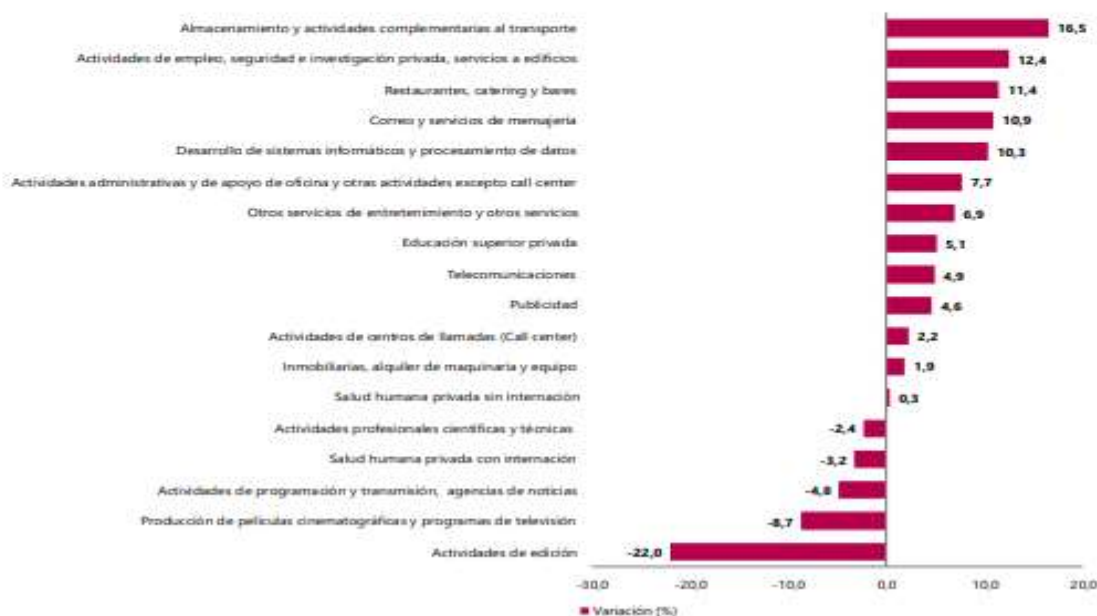 Almacenamiento y actividades complementarias al transporte 16,5
Actividades de empleo, seguridad e investigación privada, servicios a edificios 12,4
Restaurantes, catering y bares 11,4
Correo y servicios de mensajería 10,9
Desarrollo de sistemas informáticos y procesamiento de datos 10,3
Actividades administrativas y de apoyo de oficina y otras actividades excepto call center 7,7
Otros servicios de entretenimiento y otros servicios 6,9
Educación superior privada 5,1
Telecomunicaciones 4,9
Publicidad 4,6
Actividades de centros de llamadas (Call center) 2,2
Inmobiliarias, alquiler de maquinaria y equipo 1,9
Salud humana privada sin internación 0,3
Actividades profesionales científicas y técnicas -2,4
Salud humana privada con internación -3,2
Actividades de programación y transmisión, agencias de noticias -4,8
Producción de películas cinematográficas y programas de televisión -8,7
Actividades de edición -22,0
-30,0 -20,0 -10,0 0,0 10,0 20,0
Variación (%)